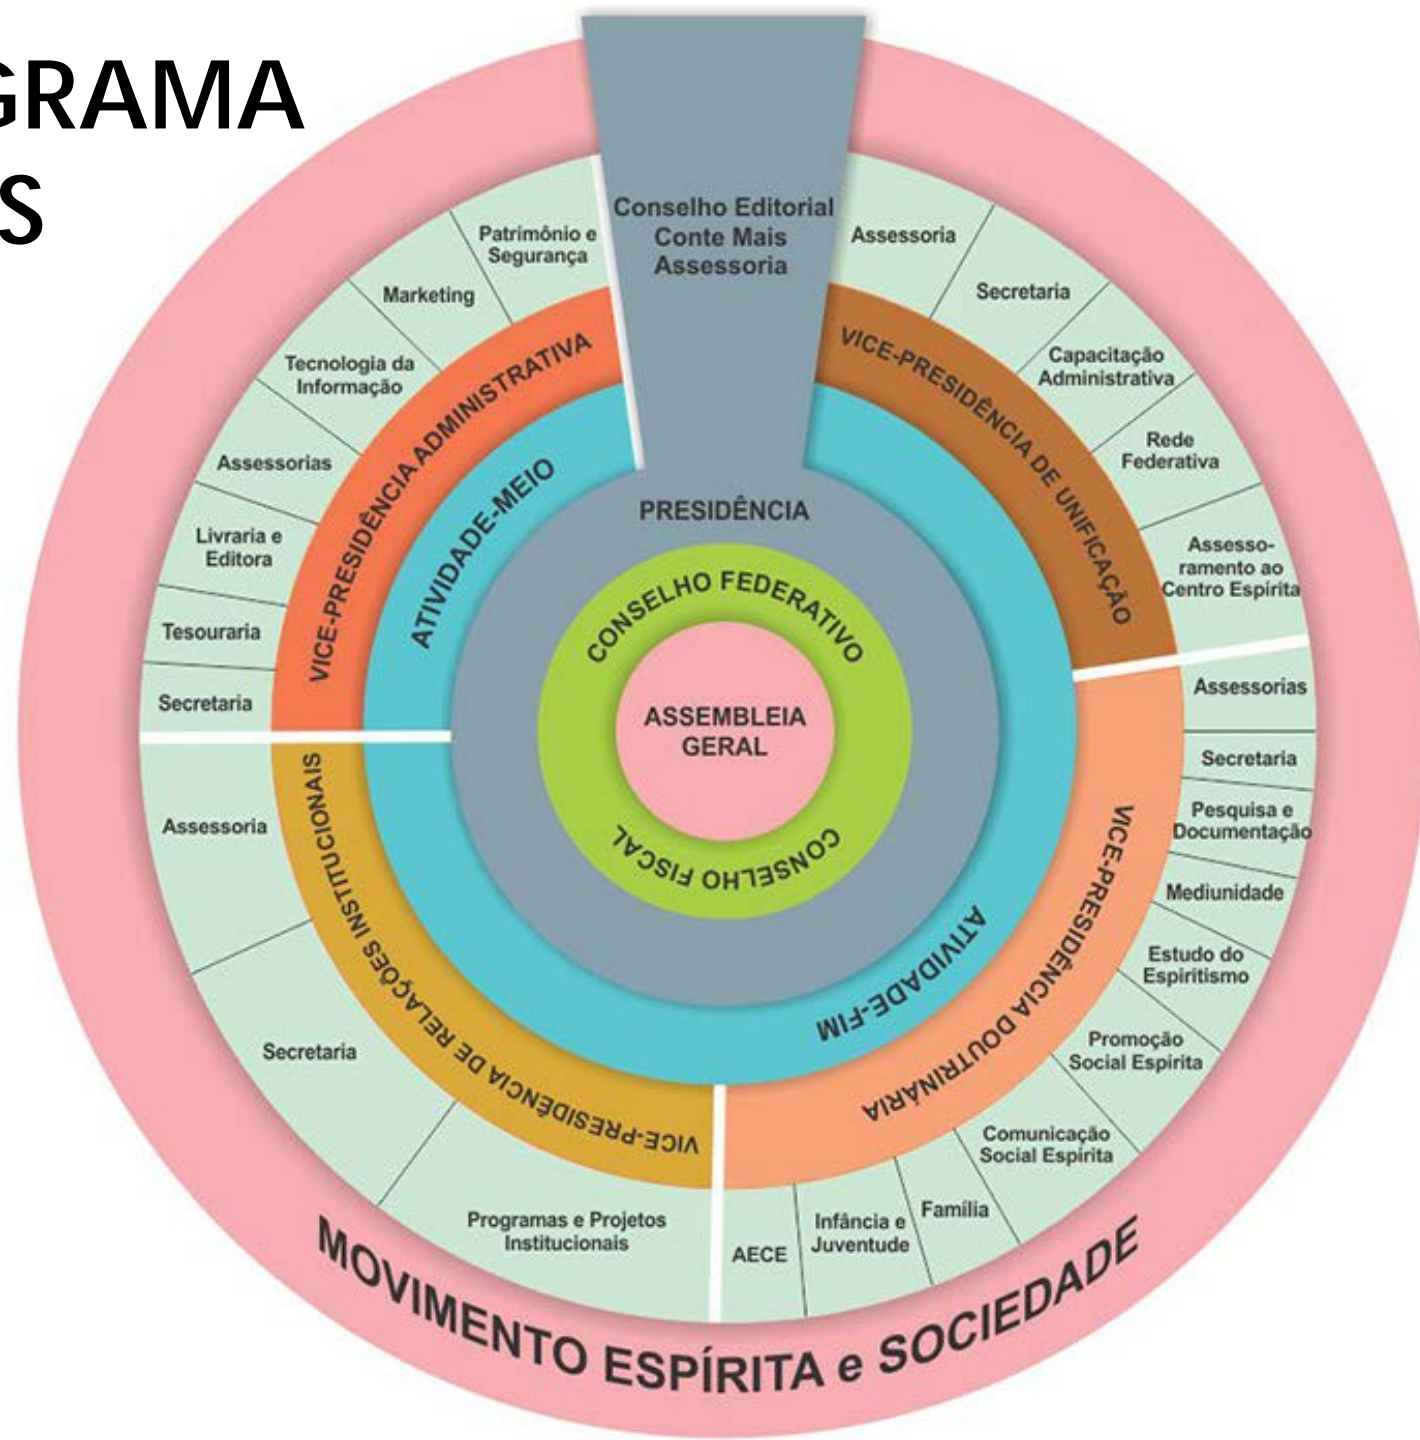 GRAMA
S
Conselho Editorial
Conte Mais
Assessoria
PRESIDÊNCIA
CONSELHO FEDERATIVO
ASSEMBLEIA
GERAL
CONSELHO FISCAL
ATIVIDADE-MEIO
ATIVIDADE-FIM
VICE-PRESIDÊNCIA ADMINISTRATIVA
Patrimônio e
Segurança
Marketing
Tecnologia da
Informação
Assessorias
Livraria e
Editora
Tesouraria
Secretaria
VICE-PRESIDÊNCIA DE UNIFICAÇÃO
Assessoria
Secretaria
Capacitação
Administrativa
Rede
Federativa
Assesso-
ramento ao
Centro Espírita
VICE-PRESIDÊNCIA DOUTRINÁRIA
Assessorias
Secretaria
Pesquisa e
Documentação
Mediunidade
Estudo do
Espiritismo
Promoção
Social Espírita
Comunicação
Social Espírita
Família
Infância e
Juventude
AECE
VICE-PRESIDÊNCIA DE RELAÇÕES INSTITUCIONAIS
Assessoria
Secretaria
Programas e Projetos
Institucionais
MOVIMENTO ESPÍRITA e SOCIEDADE